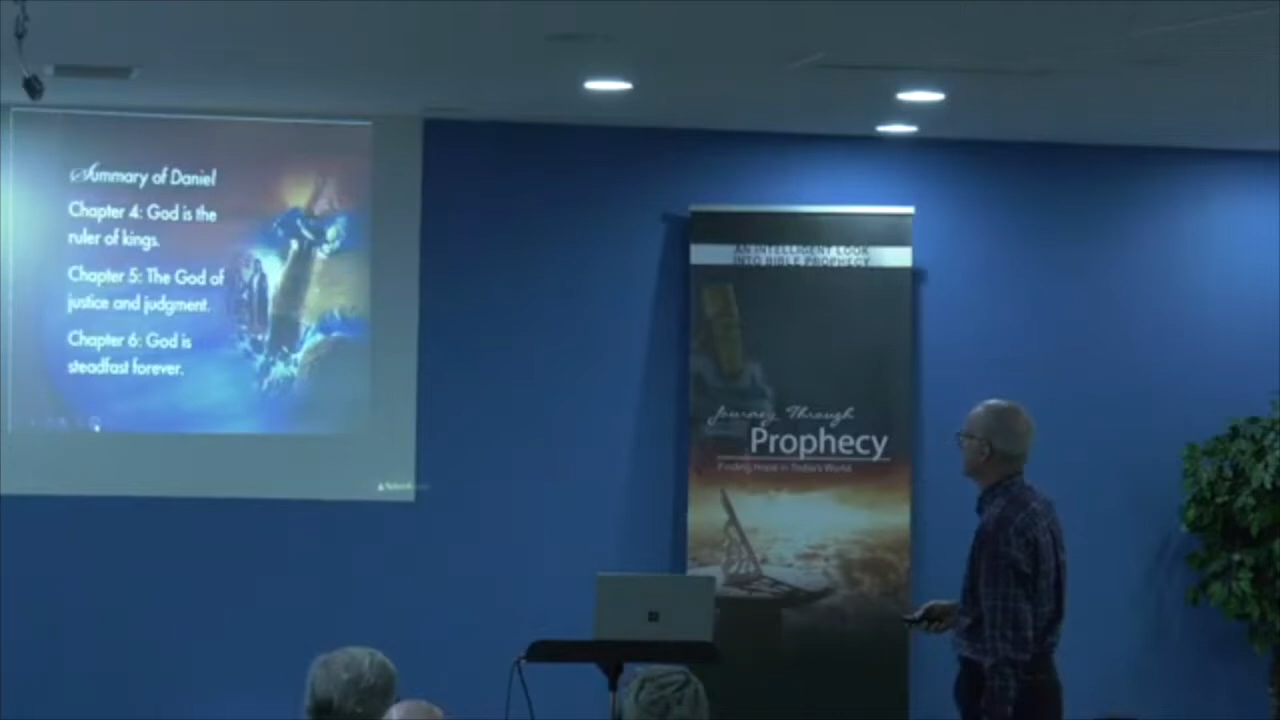 Summary of Daniel
Chapter 4: God is the
ruler of kings.
Chapter 5: The God of
justice and judgment.
Chapter 6: God is
steadfast forever.
AN INTELLIGENT LOOK
INTO BIBLE PROPHECY
Journey Through
Prophecy
Finding Hope in Today's World